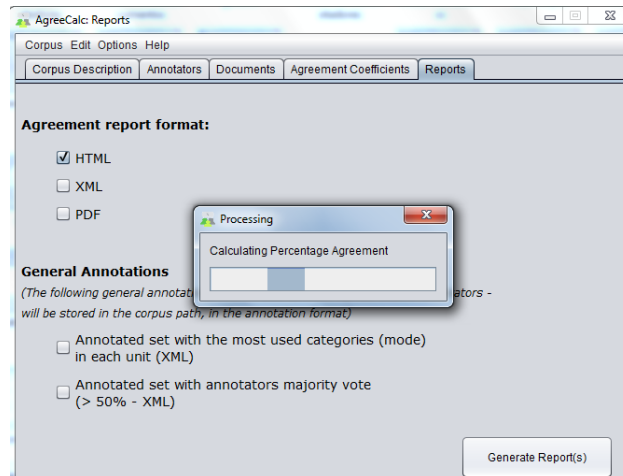 AgreeCalc: Reports
Corpus Edit Options Help
Corpus Description Annotators Documents Agreement Coefficients Reports
Agreement report format:
HTML
XML
PDF
Processing
Calculating Percentage Agreement
General Annotations
(The following general annotati ators -
will be stored in the corpus path, in the annotation format)
Annotated set with the most used categories (mode)
in each unit (XML)
Annotated set with annotators majority vote
(> 50% - XML)
Generate Report(s)